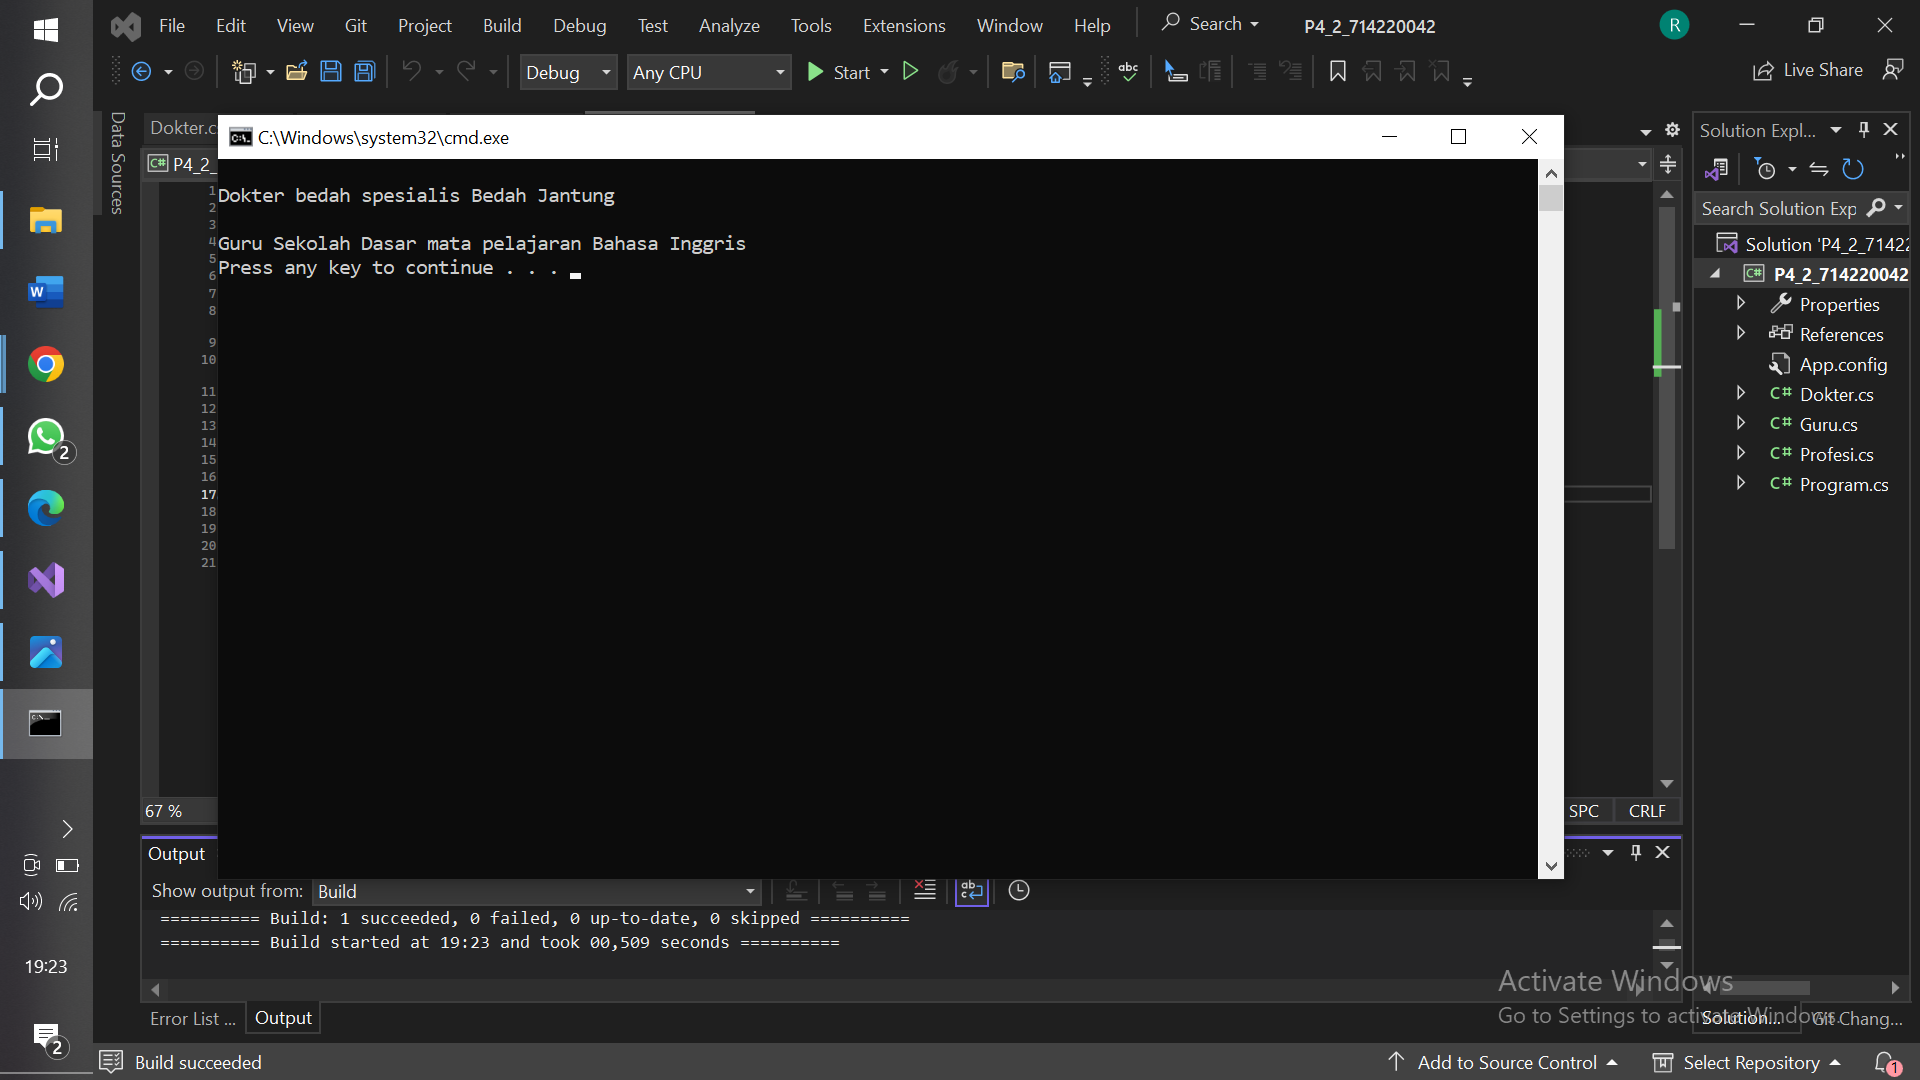 File Edit View Git Project Build Debug Test Analyze Tools Extensions Window Help Search P4_2_714220042 R
Debug Any CPU Start Live Share
Data Sources
Dokter.c
C:\Windows\system32\cmd.exe
Solution Expl...
C# P4_2_
Search Solution Exp
Solution 'P4_2_7142
C# P4_2_714220042
Properties
References
App.config
C# Dokter.cs
C# Guru.cs
C# Profesi.cs
C# Program.cs
1
2
3
4
5
6
7
8
9
10
11
12
13
14
15
16
17
18
19
20
21
Dokter bedah spesialis Bedah Jantung
Guru Sekolah Dasar mata pelajaran Bahasa Inggris
Press any key to continue . . .
67 % SPC CRLF
Output
Show output from: Build
========== Build: 1 succeeded, 0 failed, 0 up-to-date, 0 skipped ==========
========== Build started at 19:23 and took 00,509 seconds ==========
Activate Windows
Go to Settings to activate Windows.
Error List ... Output
Solution... Git Chang...
Build succeeded Add to Source Control Select Repository 1
2
19:23
2